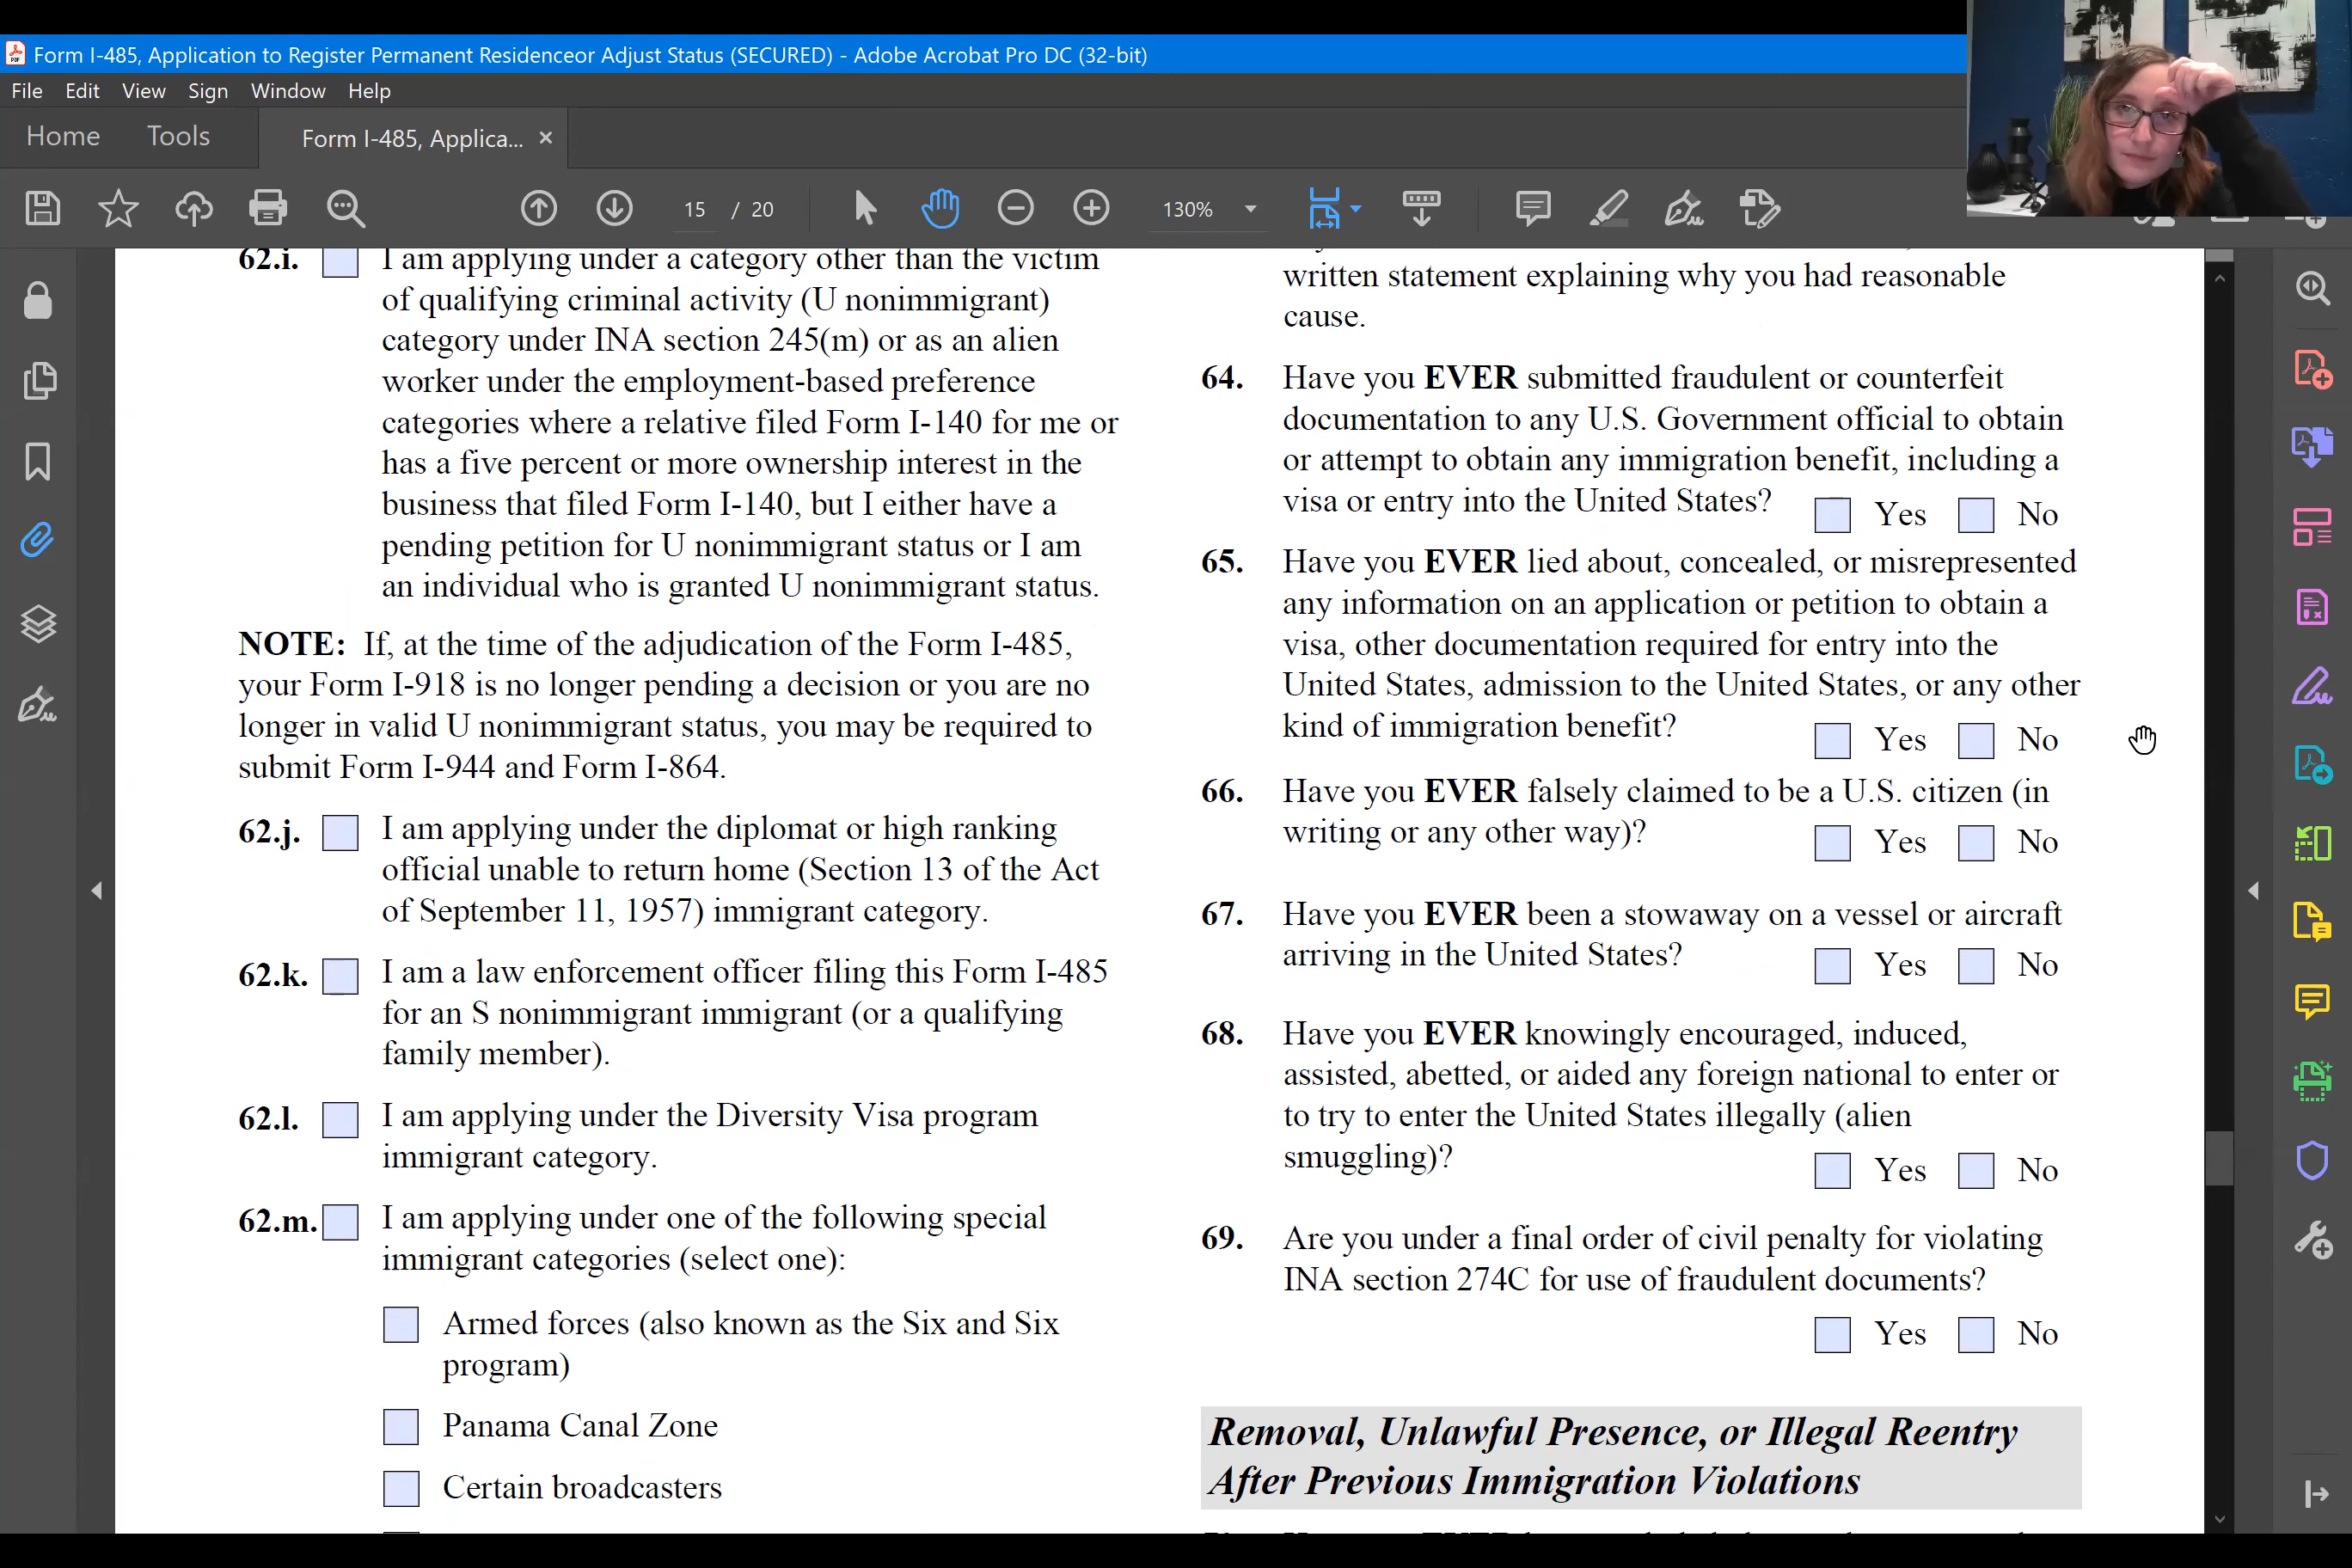 Form I-485, Application to Register Permanent Residenceor Adjust Status (SECURED) - Adobe Acrobat Pro DC (32-bit)
File Edit View Sign Window Help
Home Tools Form I-485, Applica... ×
15 / 20 130%
62.i. I am applying under a category other than the victim
of qualifying criminal activity (U nonimmigrant)
category under INA section 245(m) or as an alien
worker under the employment-based preference
categories where a relative filed Form I-140 for me or
has a five percent or more ownership interest in the
business that filed Form I-140, but I either have a
pending petition for U nonimmigrant status or I am
an individual who is granted U nonimmigrant status.
NOTE: If, at the time of the adjudication of the Form I-485,
your Form I-918 is no longer pending a decision or you are no
longer in valid U nonimmigrant status, you may be required to
submit Form I-944 and Form I-864.
62.j. I am applying under the diplomat or high ranking
official unable to return home (Section 13 of the Act
of September 11, 1957) immigrant category.
62.k. I am a law enforcement officer filing this Form I-485
for an S nonimmigrant immigrant (or a qualifying
family member).
62.l. I am applying under the Diversity Visa program
immigrant category.
62.m. I am applying under one of the following special
immigrant categories (select one):
Armed forces (also known as the Six and Six
program)
Panama Canal Zone
Certain broadcasters
written statement explaining why you had reasonable
cause.
64. Have you EVER submitted fraudulent or counterfeit
documentation to any U.S. Government official to obtain
or attempt to obtain any immigration benefit, including a
visa or entry into the United States? Yes No
65. Have you EVER lied about, concealed, or misrepresented
any information on an application or petition to obtain a
visa, other documentation required for entry into the
United States, admission to the United States, or any other
kind of immigration benefit? Yes No
66. Have you EVER falsely claimed to be a U.S. citizen (in
writing or any other way)? Yes No
67. Have you EVER been a stowaway on a vessel or aircraft
arriving in the United States? Yes No
68. Have you EVER knowingly encouraged, induced,
assisted, abetted, or aided any foreign national to enter or
to try to enter the United States illegally (alien
smuggling)? Yes No
69. Are you under a final order of civil penalty for violating
INA section 274C for use of fraudulent documents?
Yes No
Removal, Unlawful Presence, or Illegal Reentry
After Previous Immigration Violations